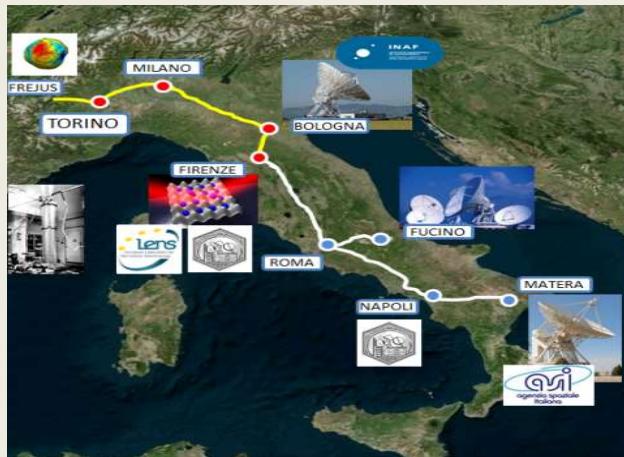 INAF
MILANO
FREJUS
TORINO
BOLOGNA
FIRENZE
Lens
FUCINO
ROMA
MATERA
NAPOLI
asi
agenzia spaziale
italiana